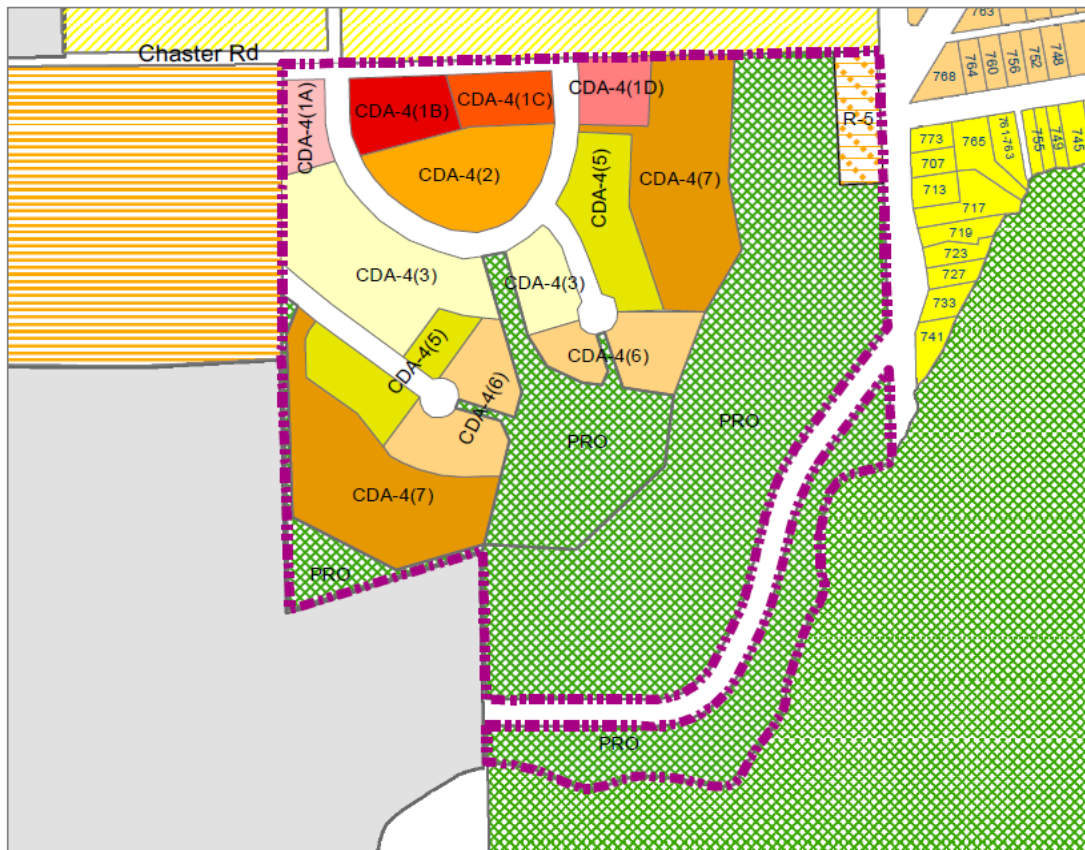 763
Chaster Rd
768
764
760
756
752
748
CDA-4(1A)
CDA-4(1B)
CDA-4(1C)
CDA-4(1D)
R-5
773
765
761-763
755
749
745
707
713
717
719
723
727
733
741
CDA-4(2)
CDA-4(5)
CDA-4(7)
CDA-4(3)
CDA-4(3)
CDA-4(5)
CDA-4(6)
CDA-4(6)
PRO
PRO
CDA-4(7)
PRO
PRO